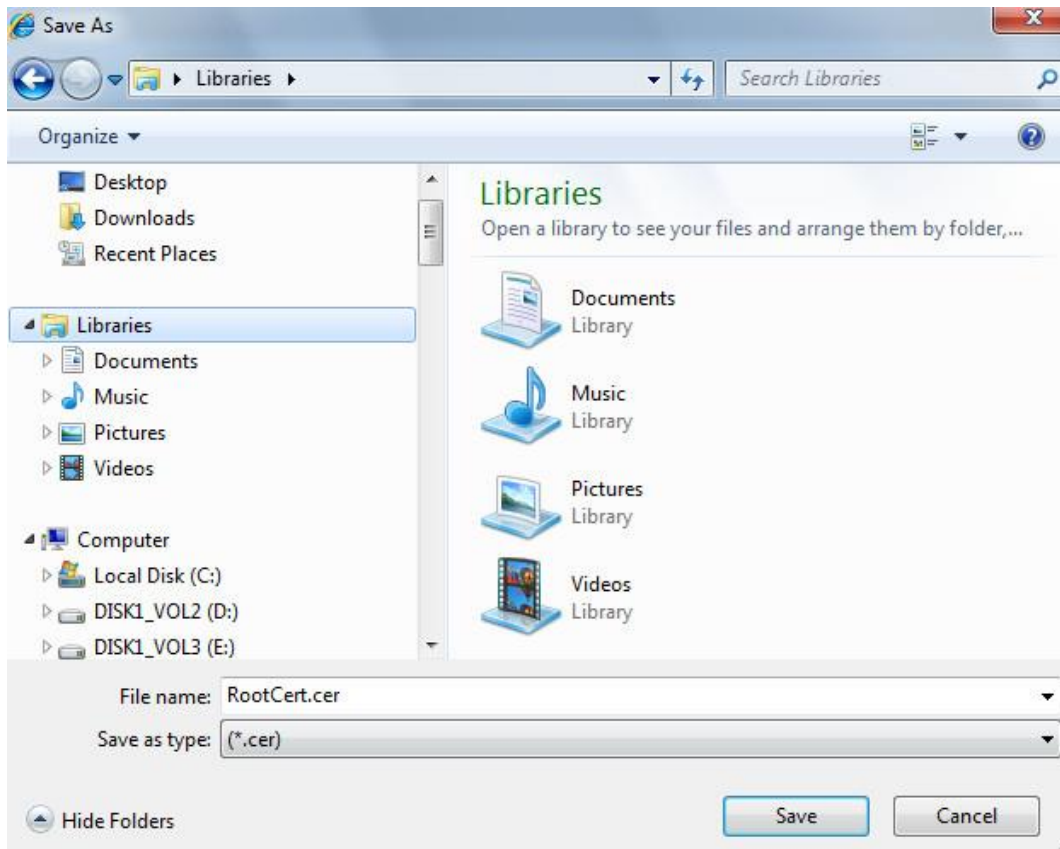 Save As
Libraries
Search Libraries
Organize
Desktop
Downloads
Recent Places
Libraries
Documents
Music
Pictures
Videos
Computer
Local Disk (C:)
DISK1_VOL2 (D:)
DISK1_VOL3 (E:)
Libraries
Open a library to see your files and arrange them by folder,...
Documents
Library
Music
Library
Pictures
Library
Videos
Library
File name: RootCert.cer
Save as type: (*.cer)
Hide Folders
Save
Cancel